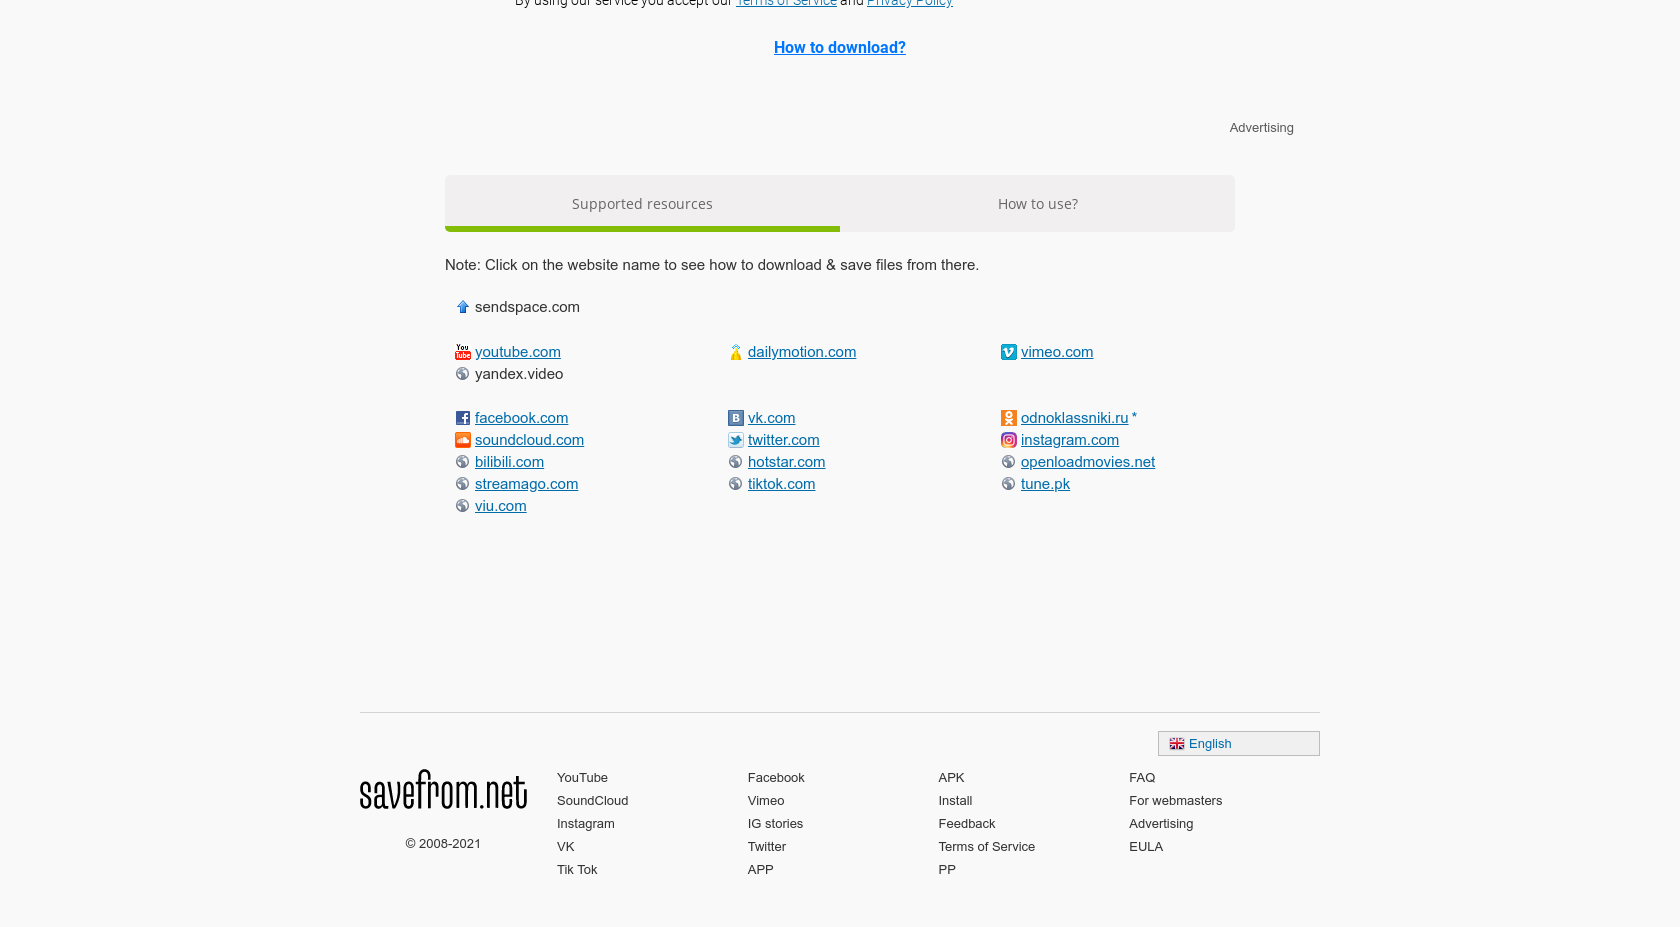 By using our service you accept our Terms of Service and Privacy Policy
How to download?
Advertising
Supported resources How to use?
Note: Click on the website name to see how to download & save files from there.
sendspace.com
youtube.com dailymotion.com vimeo.com
yandex.video
facebook.com vk.com odnoklassniki.ru *
soundcloud.com twitter.com instagram.com
bilibili.com hotstar.com openloadmovies.net
streamago.com tiktok.com tune.pk
viu.com
English
savefrom.net
© 2008-2021
YouTube Facebook APK FAQ
SoundCloud Vimeo Install For webmasters
Instagram IG stories Feedback Advertising
VK Twitter Terms of Service EULA
Tik Tok APP PP